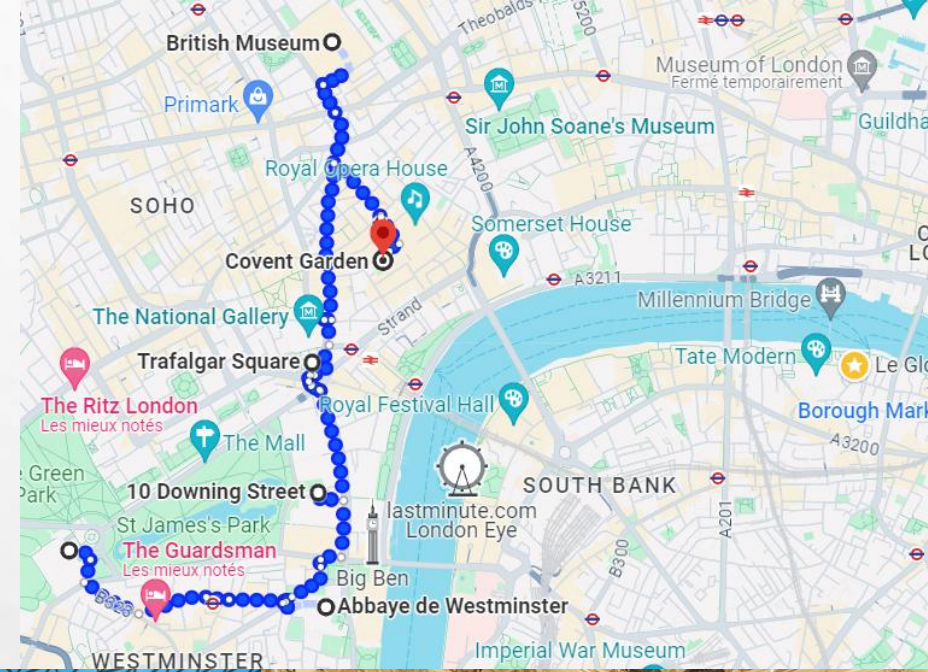 Theobalds
5200
British Museum
Museum of London
Fermé temporairement
Primark
Sir John Soane's Museum
Guildha
A4200
Royal Opera House
SOHO
Somerset House
Covent Garden
A3211
Millennium Bridge
The National Gallery
Strand
Trafalgar Square
Tate Modern
Le Glo
The Ritz London
Les mieux notés
Royal Festival Hall
Borough Mark
The Mall
A3200
e Green
Park
10 Downing Street
SOUTH BANK
lastminute.com
London Eye
A201
St James's Park
The Guardsman
Les mieux notés
B300
Big Ben
B323
Abbaye de Westminster
Imperial War Museum
WESTMINSTER